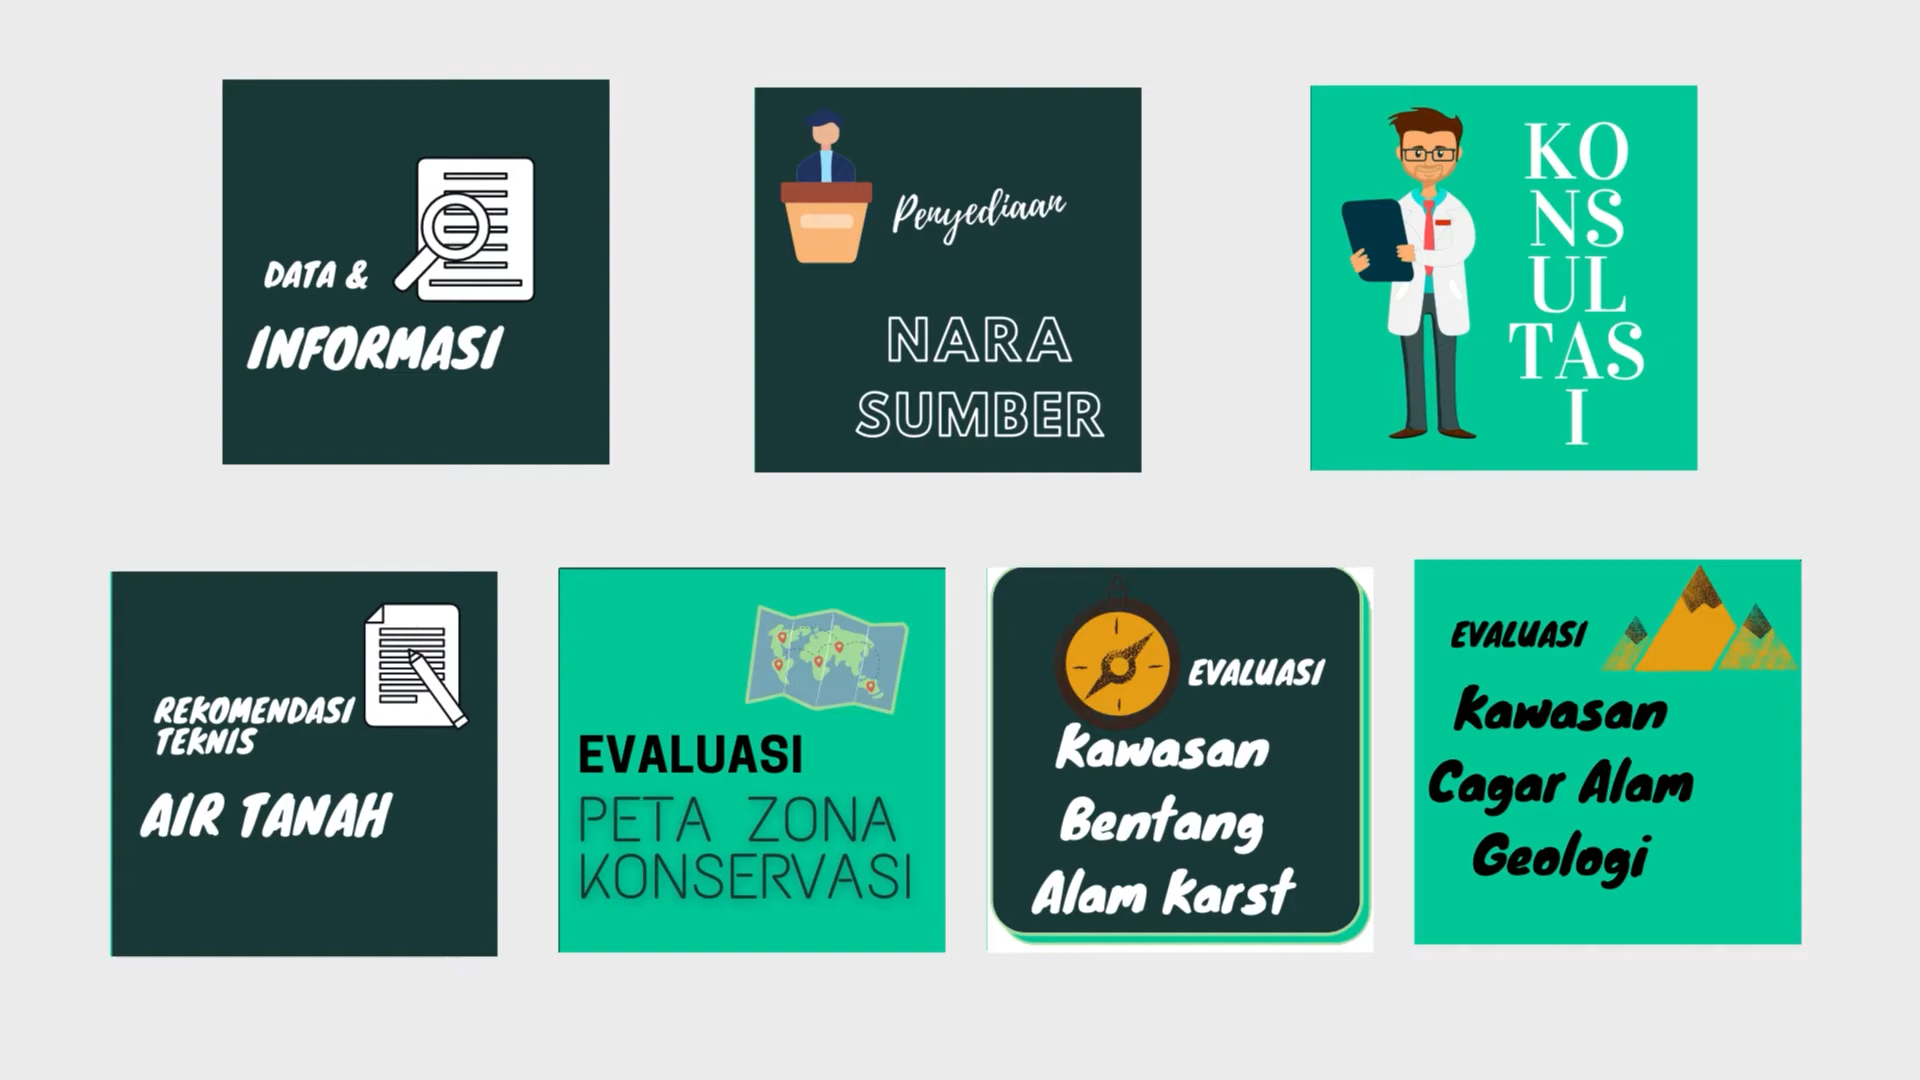 DATA &
INFORMASI
Penyediaan
NARA
SUMBER
KO
NS
UL
TAS
I
REKOMENDASI
TEKNIS
AIR TANAH
EVALUASI
PETA ZONA
KONSERVASI
EVALUASI
Kawasan
Bentang
Alam Karst
EVALUASI
Kawasan
Cagar Alam
Geologi